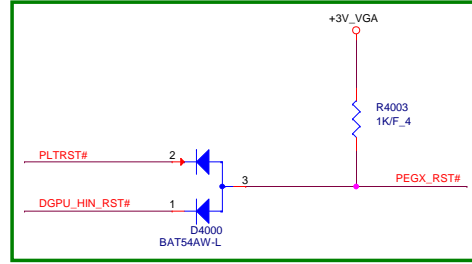 +3V_VGA
R4003
1K/F_4
PLTRST#
2
3
PEGX_RST#
DGPU_HIN_RST#
1
D4000
BAT54AW-L